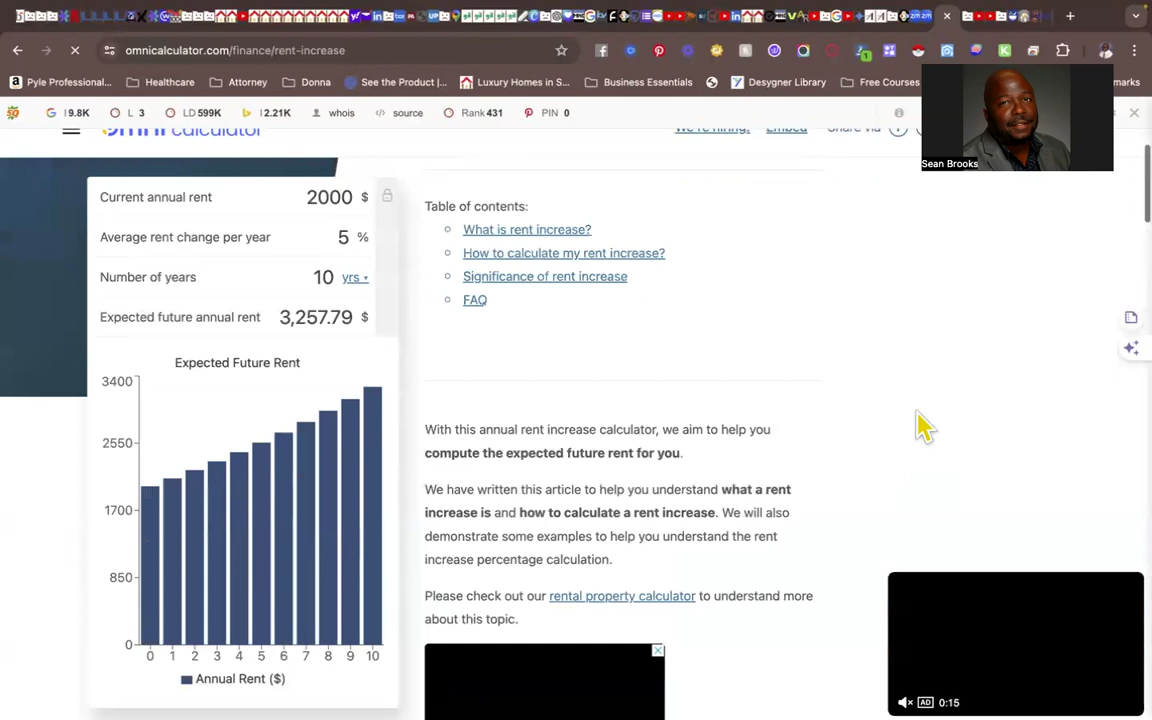 omnicalculator.com/finance/rent-increase
Pyle Professional... Healthcare Attorney Donna See the Product |... Luxury Homes in S... Business Essentials Desygner Library Free Courses
I 9.8K L 3 LD 599K I 2.21K whois source Rank 431 PIN 0
We're hiring! Embed Share via
Sean Brooks
Current annual rent 2000 $
Average rent change per year 5 %
Number of years 10 yrs
Expected future annual rent 3,257.79 $
Expected Future Rent
3400
2550
1700
850
0
0 1 2 3 4 5 6 7 8 9 10
Annual Rent ($)
Table of contents:
What is rent increase?
How to calculate my rent increase?
Significance of rent increase
FAQ
With this annual rent increase calculator, we aim to help you
compute the expected future rent for you.
We have written this article to help you understand what a rent
increase is and how to calculate a rent increase. We will also
demonstrate some examples to help you understand the rent
increase percentage calculation.
Please check out our rental property calculator to understand more
about this topic.
AD 0:15